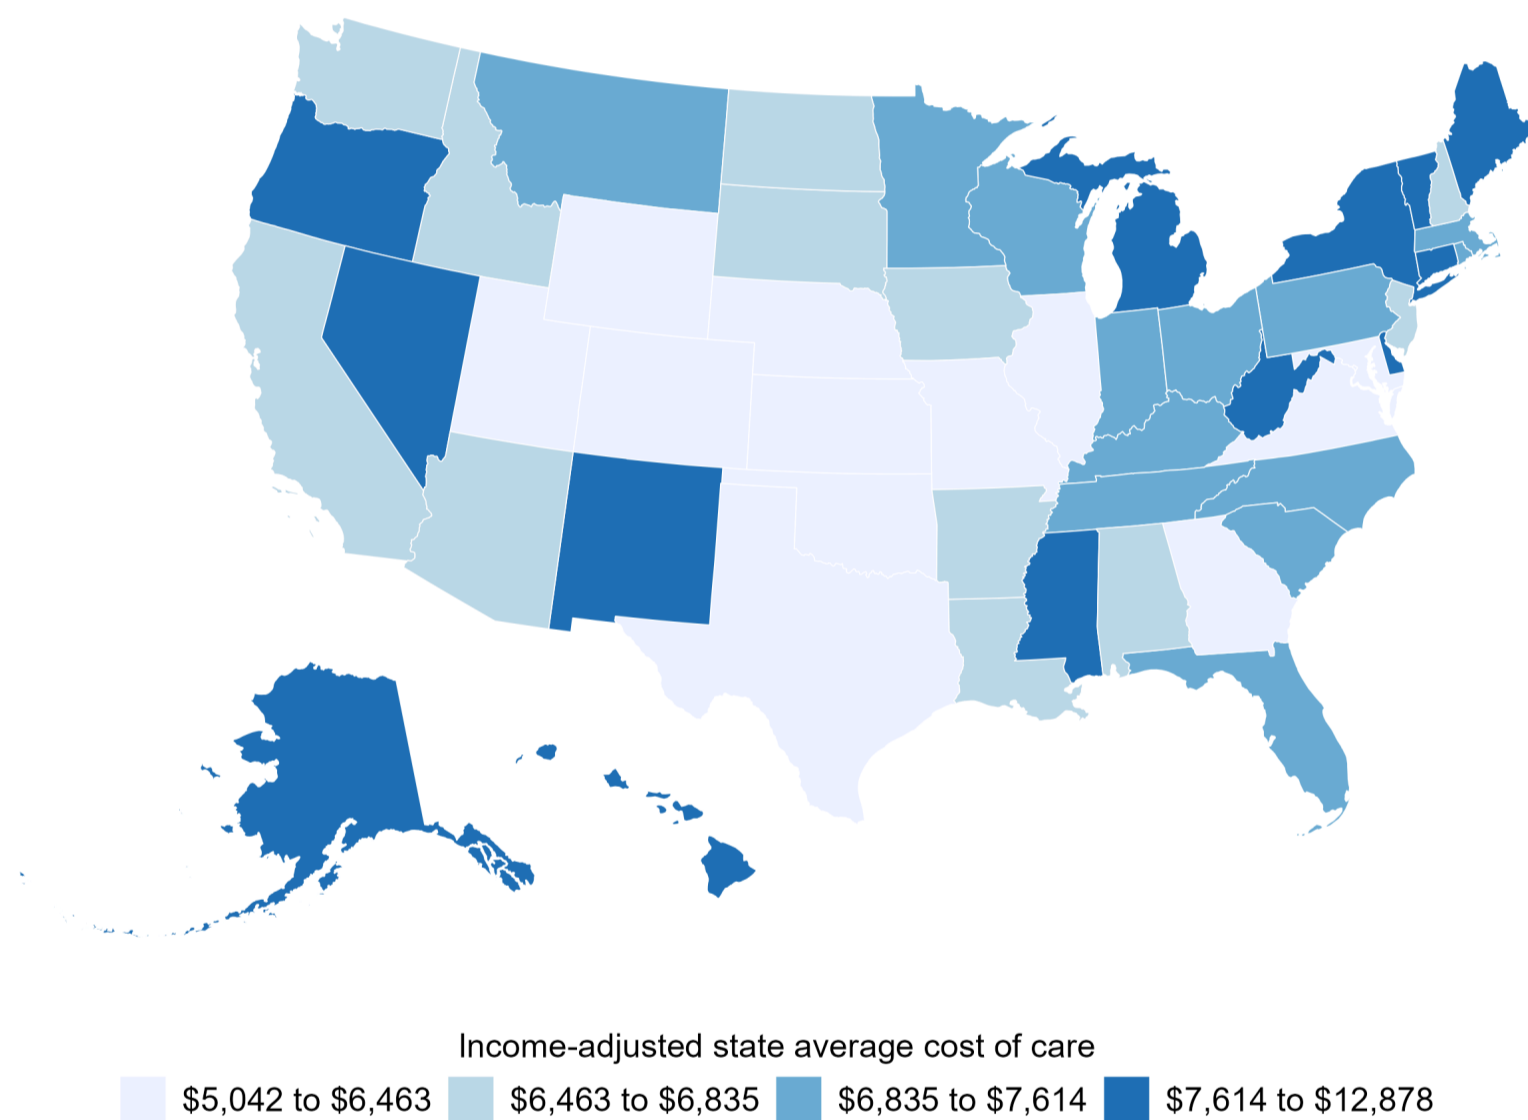 Income-adjusted state average cost of care
$5,042 to $6,463 $6,463 to $6,835 $6,835 to $7,614 $7,614 to $12,878